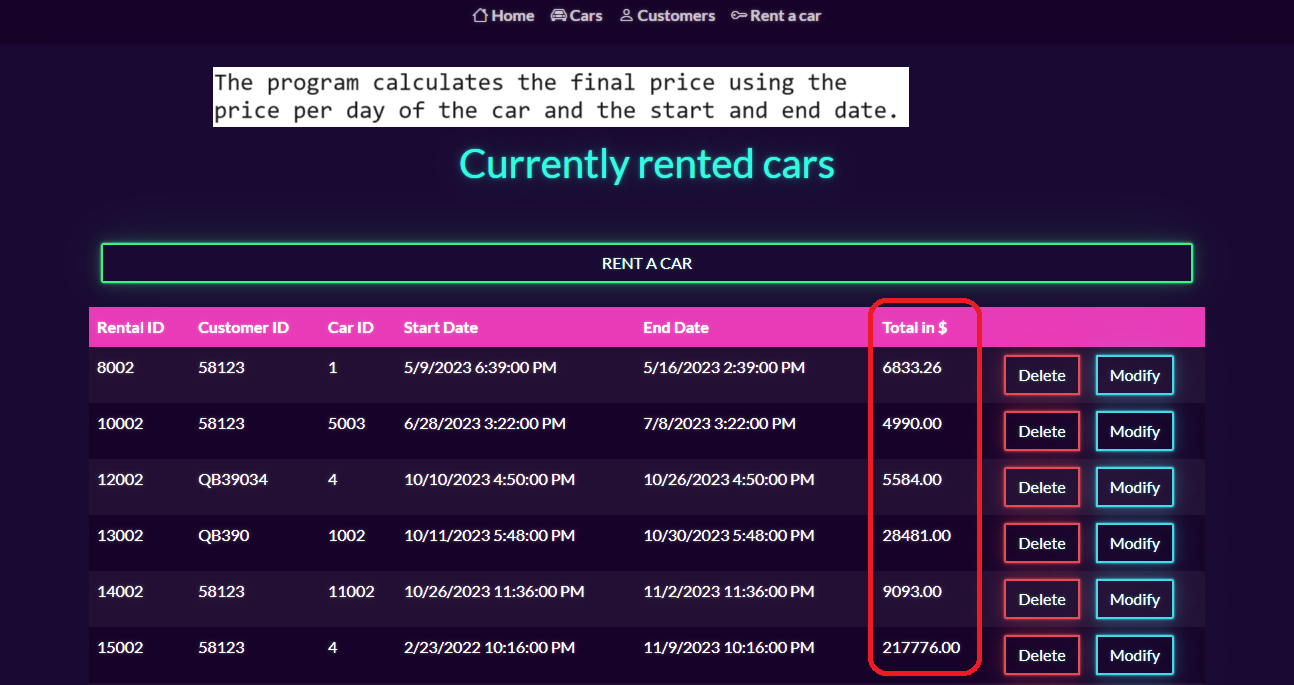 Home Cars Customers Rent a car
The program calculates the final price using the
price per day of the car and the start and end date.
Currently rented cars
RENT A CAR
Rental ID Customer ID Car ID Start Date End Date Total in $
8002 58123 1 5/9/2023 6:39:00 PM 5/16/2023 2:39:00 PM 6833.26 Delete Modify
10002 58123 5003 6/28/2023 3:22:00 PM 7/8/2023 3:22:00 PM 4990.00 Delete Modify
12002 QB39034 4 10/10/2023 4:50:00 PM 10/26/2023 4:50:00 PM 5584.00 Delete Modify
13002 QB390 1002 10/11/2023 5:48:00 PM 10/30/2023 5:48:00 PM 28481.00 Delete Modify
14002 58123 11002 10/26/2023 11:36:00 PM 11/2/2023 11:36:00 PM 9093.00 Delete Modify
15002 58123 4 2/23/2022 10:16:00 PM 11/9/2023 10:16:00 PM 217776.00 Delete Modify